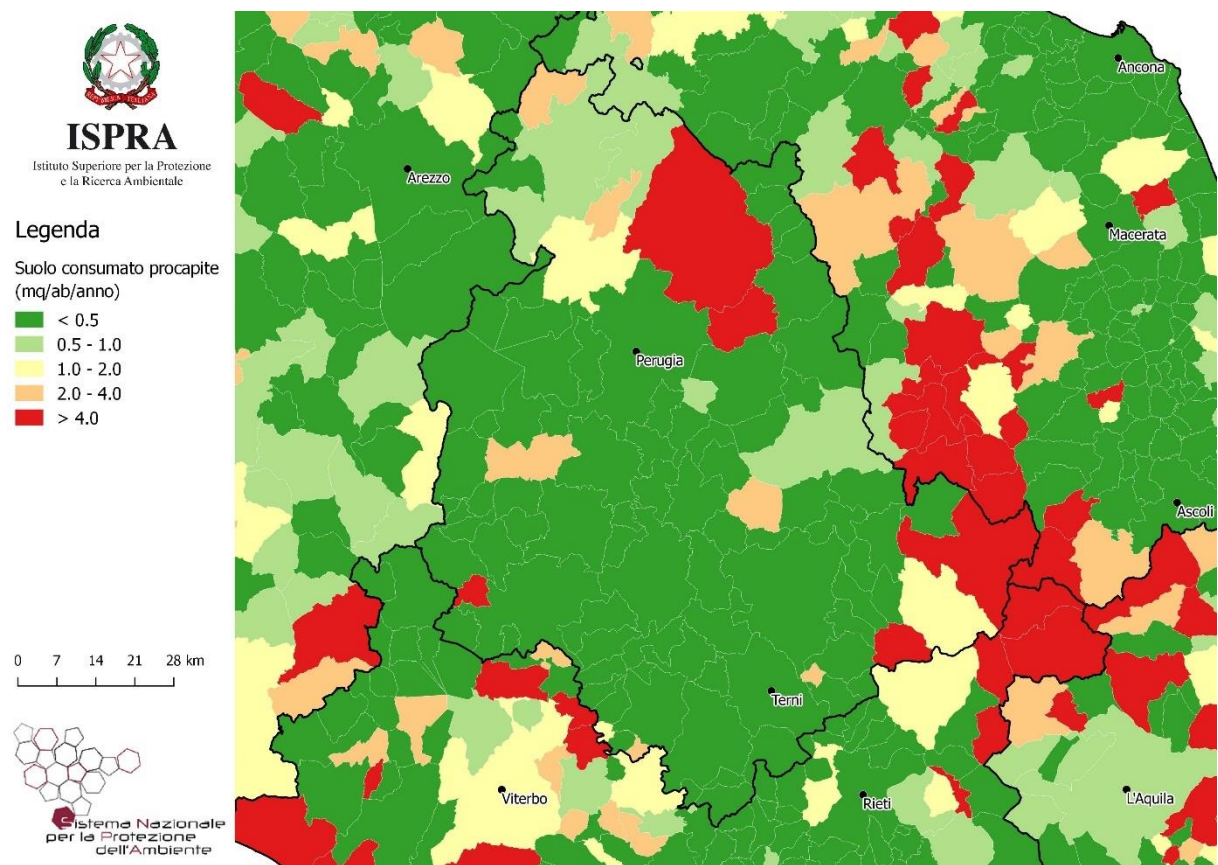 REPVBBLICA ITALIANA
ISPRA
Istituto Superiore per la Protezione
e la Ricerca Ambientale
Legenda
Suolo consumato procapite
(mq/ab/anno)
< 0.5
0.5 - 1.0
1.0 - 2.0
2.0 - 4.0
> 4.0
0 7 14 21 28 km
Sistema Nazionale
per la Protezione
dell'Ambiente
Ancona
Arezzo
Macerata
Perugia
Ascoli
Terni
Viterbo
Rieti
L'Aquila